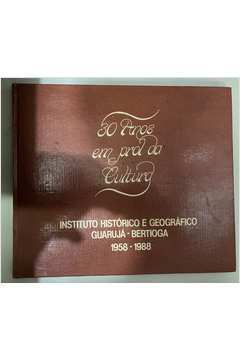 30 Anos
em prol da
Cultura
INSTITUTO HISTÓRICO E GEOGRÁFICO
GUARUJÁ - BERTIOGA
1958 - 1988